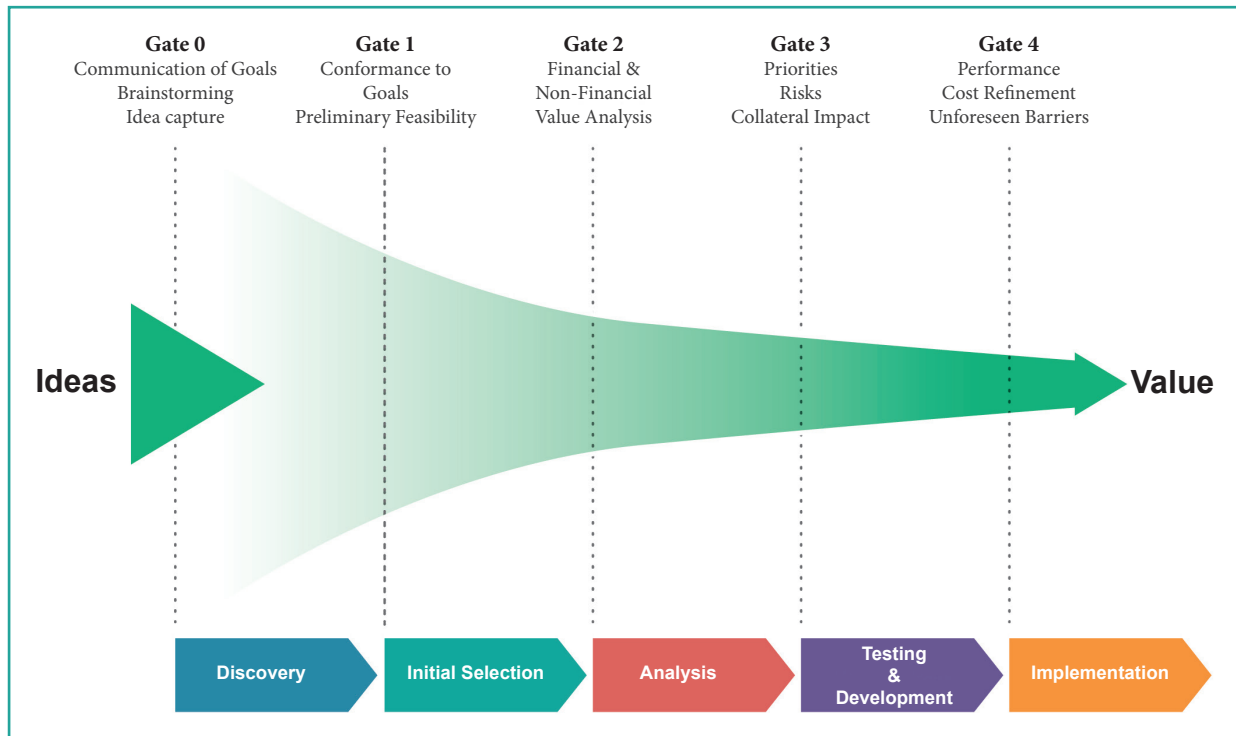 Gate 0
Communication of Goals
Brainstorming
Idea capture
Gate 1
Conformance to
Goals
Preliminary Feasibility
Gate 2
Financial &
Non-Financial
Value Analysis
Gate 3
Priorities
Risks
Collateral Impact
Gate 4
Performance
Cost Refinement
Unforeseen Barriers
Ideas
Value
Discovery
Initial Selection
Analysis
Testing
&
Development
Implementation